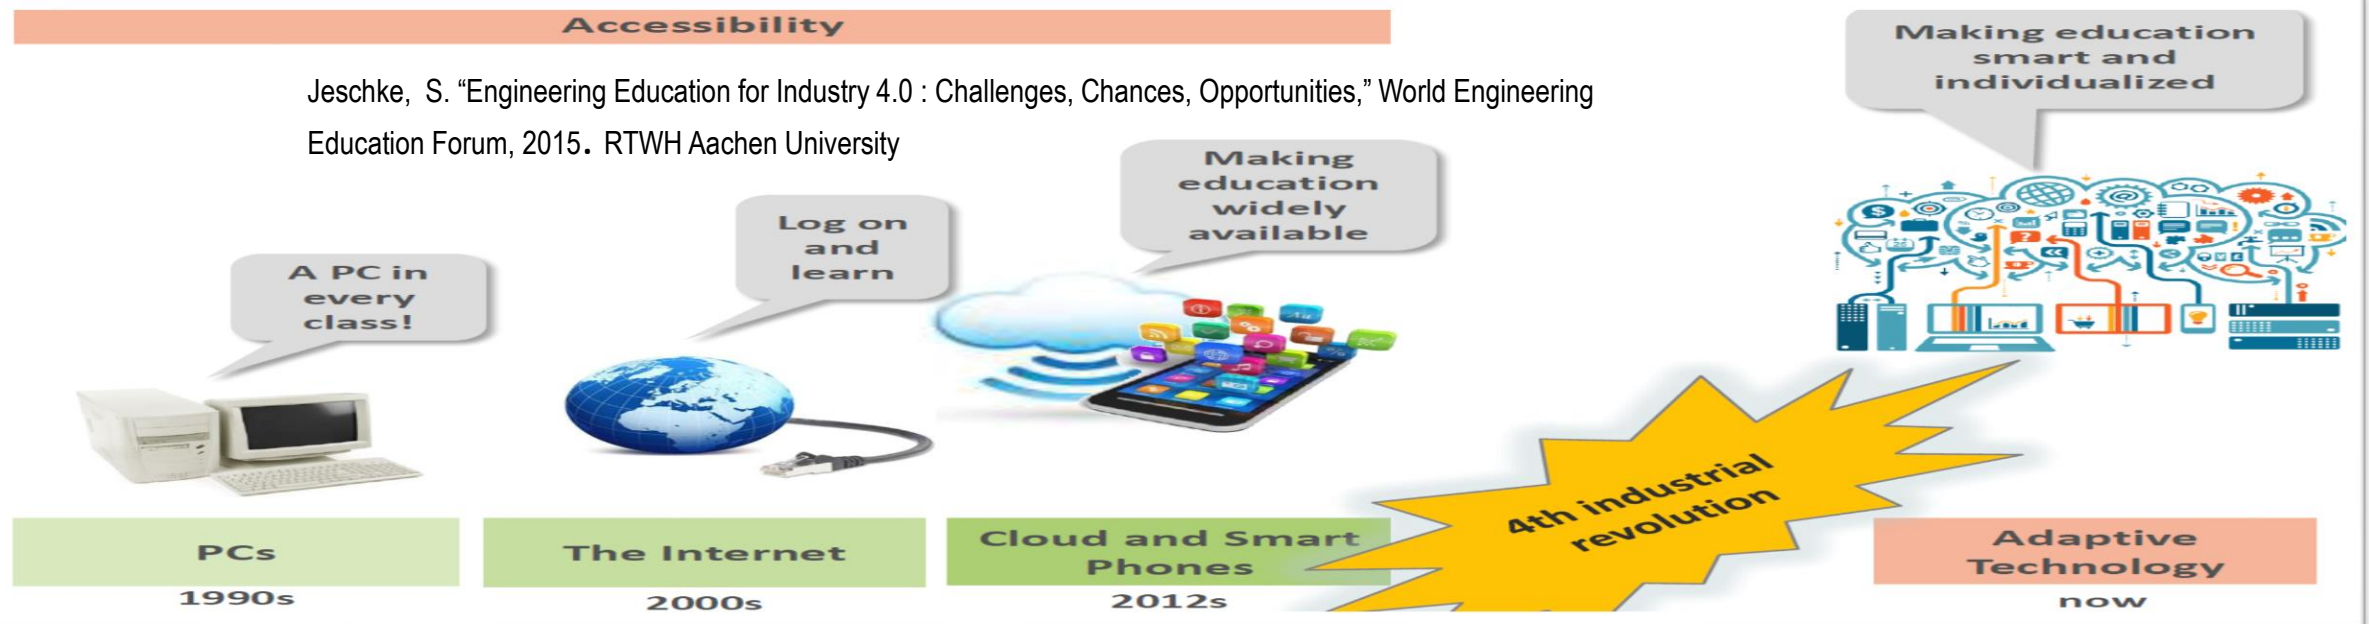 Accessibility
Making education
smart and
individualized
Jeschke, S. “Engineering Education for Industry 4.0 : Challenges, Chances, Opportunities,” World Engineering
Education Forum, 2015. RTWH Aachen University
Making
education
widely
available
Log on
and
learn
A PC in
every
class!
4th industrial
revolution
PCs
The Internet
Cloud and Smart
Phones
Adaptive
Technology
1990s
2000s
2012s
now